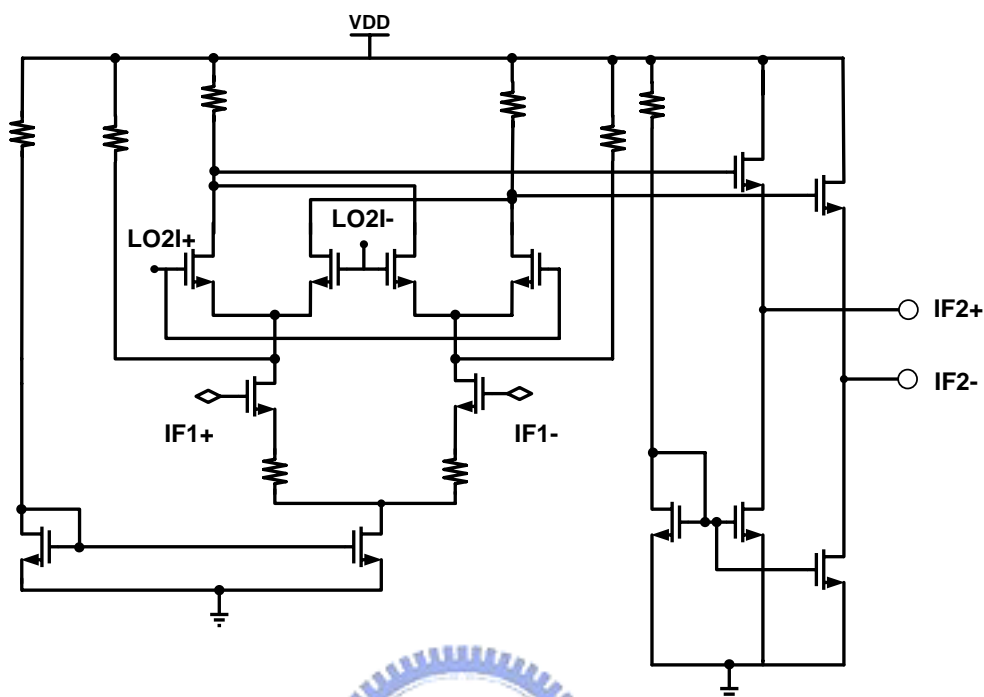 VDD
LO2I+
LO2I-
IF2+
IF2-
IF1+
IF1-